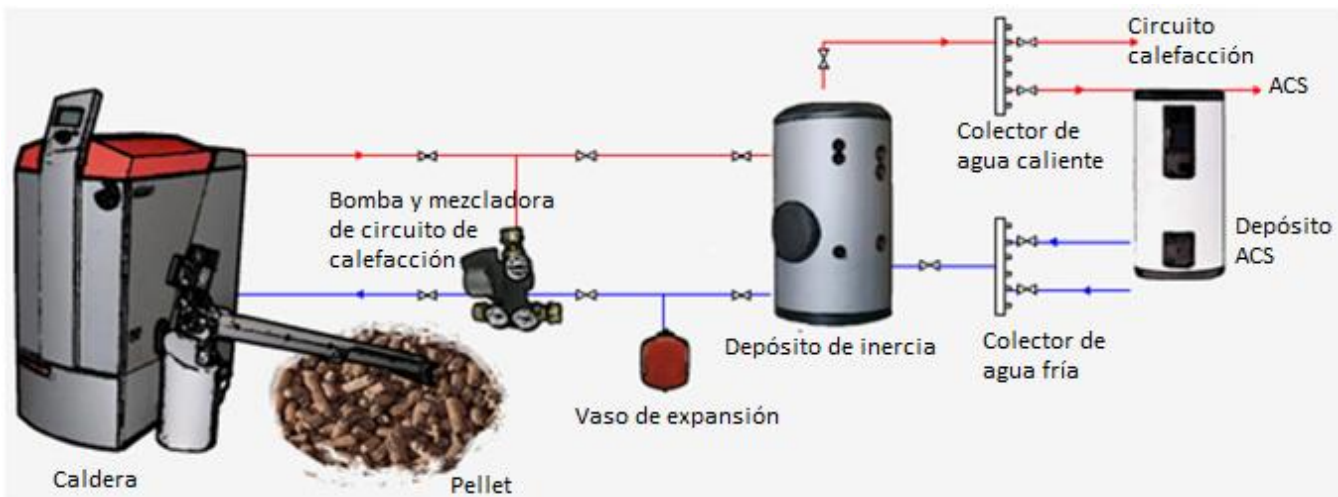 Circuito
calefacción
ACS
Colector de
agua caliente
Bomba y mezcladora
de circuito de
calefacción
Depósito
ACS
Depósito de inercia
Colector de
agua fría
Vaso de expansión
Caldera
Pellet